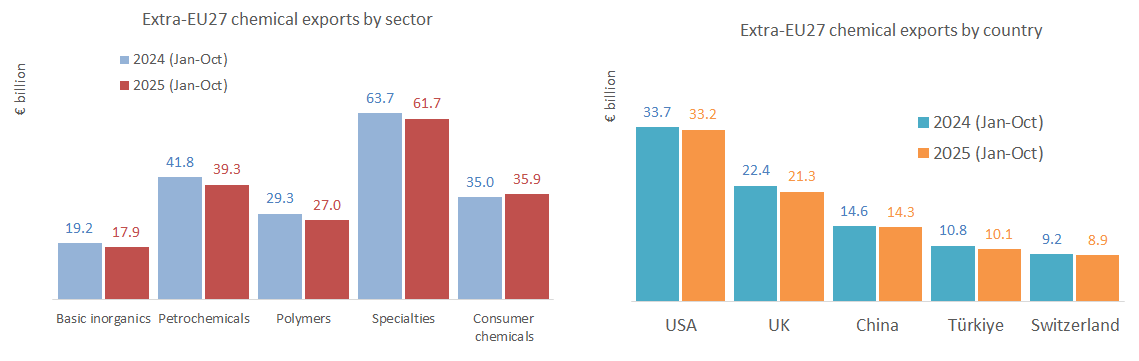 Extra-EU27 chemical exports by sector
€ billion
2024 (Jan-Oct)
2025 (Jan-Oct)
19.2
17.9
41.8
39.3
29.3
27.0
63.7
61.7
35.0
35.9
Basic inorganics
Petrochemicals
Polymers
Specialties
Consumer
chemicals
Extra-EU27 chemical exports by country
€ billion
2024 (Jan-Oct)
2025 (Jan-Oct)
33.7
33.2
22.4
21.3
14.6
14.3
10.8
10.1
9.2
8.9
USA
UK
China
Türkiye
Switzerland